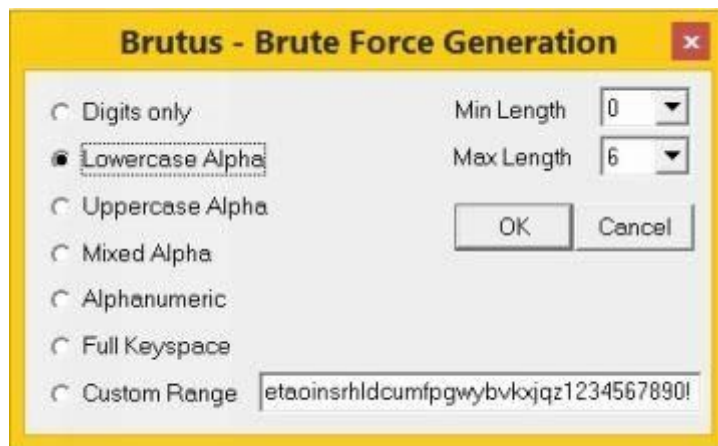 Brutus - Brute Force Generation
Digits only
Min Length 0
Lowercase Alpha
Max Length 6
Uppercase Alpha
OK Cancel
Mixed Alpha
Alphanumeric
Full Keyspace
Custom Range etaoinsrhldcumfpgwybvkxjqz1234567890!